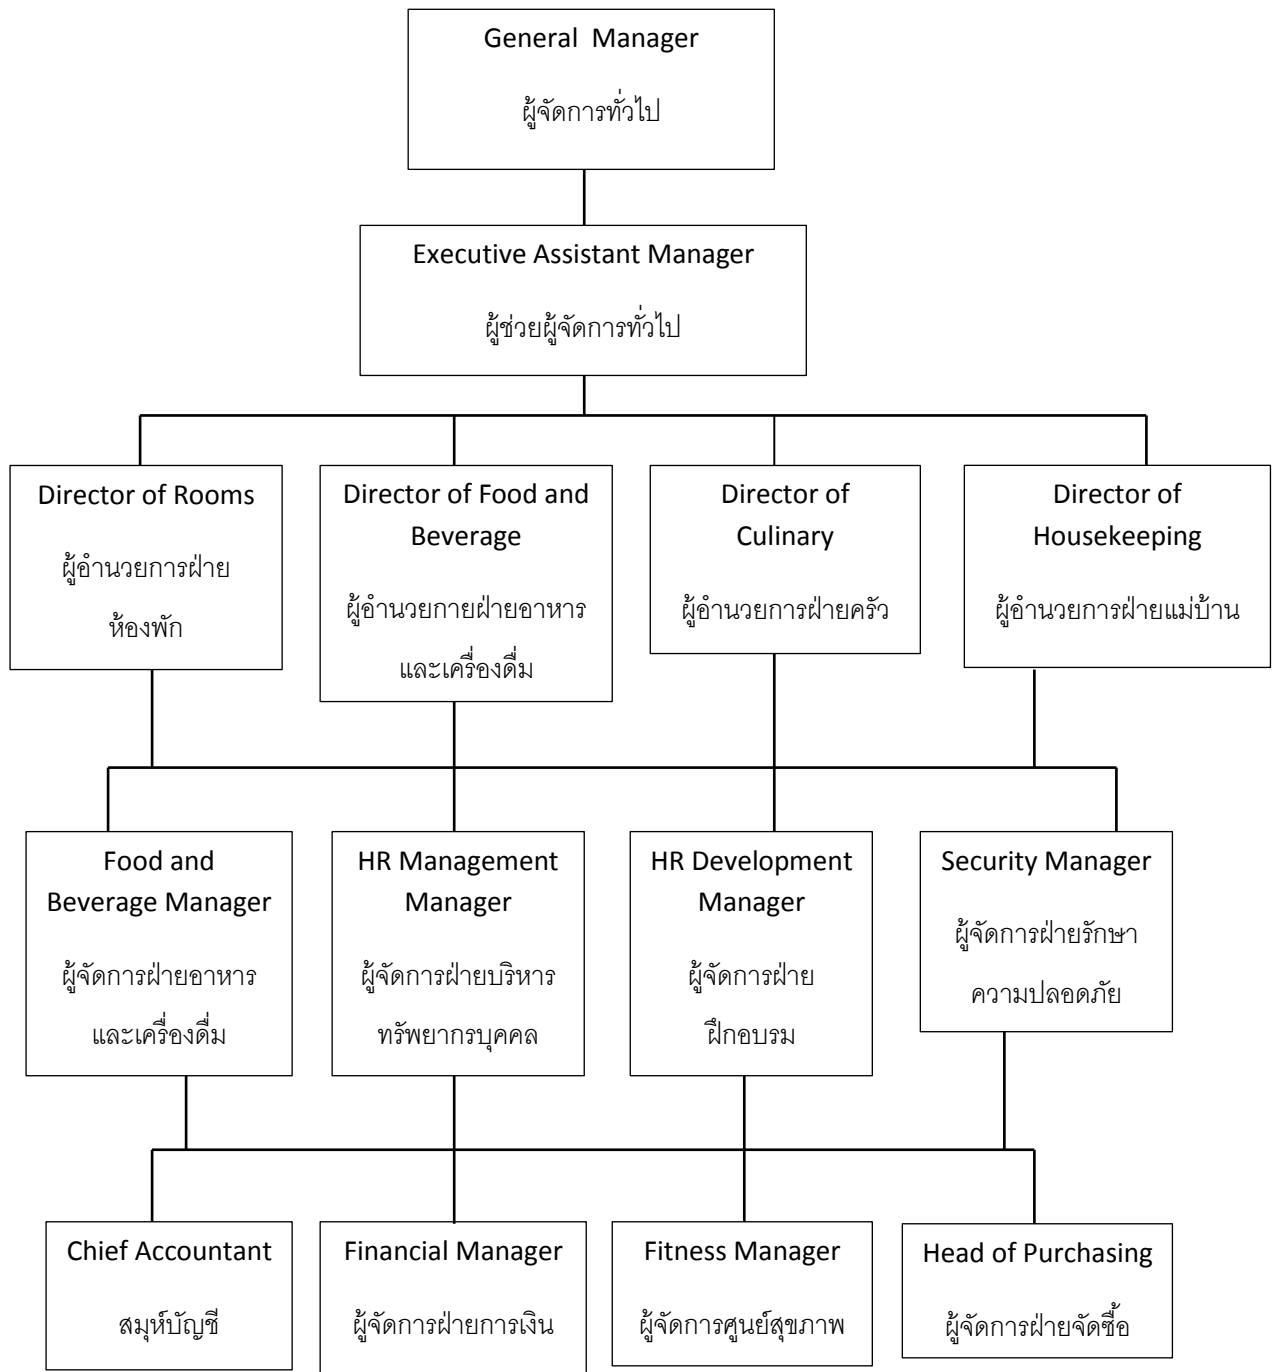 General  Manager
ผู้จัดการทั่วไป
Executive Assistant Manager
ผู้ช่วยผู้จัดการทั่วไป
Director of Rooms
ผู้อำนวยการฝ่าย
ห้องพัก
Director of Food and
Beverage
ผู้อำนวยกายฝ่ายอาหาร
และเครื่องดื่ม
Director of
Culinary
ผู้อำนวยการฝ่ายครัว
Director of
Housekeeping
ผู้อำนวยการฝ่ายแม่บ้าน
Food and
Beverage Manager
ผู้จัดการฝ่ายอาหาร
และเครื่องดื่ม
HR Management
Manager
ผู้จัดการฝ่ายบริหาร
ทรัพยากรบุคคล
HR Development
Manager
ผู้จัดการฝ่าย
ฝึกอบรม
Security Manager
ผู้จัดการฝ่ายรักษา
ความปลอดภัย
Chief Accountant
สมุห์บัญชี
Financial Manager
ผู้จัดการฝ่ายการเงิน
Fitness Manager
ผู้จัดการศูนย์สุขภาพ
Head of Purchasing
ผู้จัดการฝ่ายจัดซื้อ